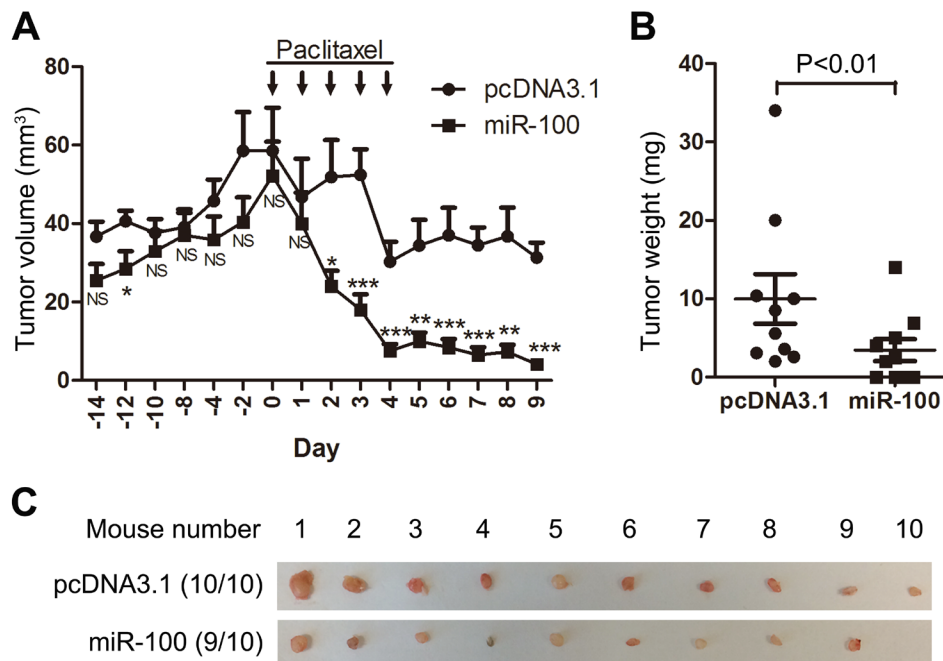 A
Paclitaxel
Tumor volume (mm³)
80
60
40
20
0
pcDNA3.1
miR-100
NS
*
NS
NS
NS
NS
NS
NS
*
***
***
**
***
***
**
***
-14 -12 -10 -8 -4 -2 0 1 2 3 4 5 6 7 8 9
Day
B
P<0.01
Tumor weight (mg)
40
30
20
10
0
pcDNA3.1 miR-100
C
Mouse number 1 2 3 4 5 6 7 8 9 10
pcDNA3.1 (10/10)
miR-100 (9/10)